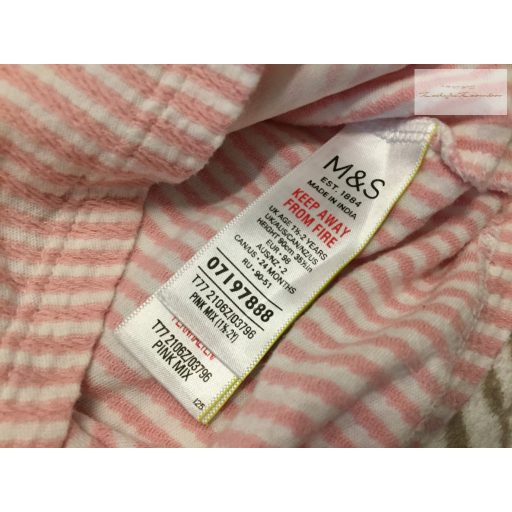 M&S
EST. 1884
MADE IN INDIA
KEEP AWAY
FROM FIRE
UK AGE 1½-2 YEARS
UK/AUS/CAN/NZ/US
HEIGHT 90cm 35½in
EUR - 98
AUS/NZ - 2
CAN/US - 24 MONTHS
RU - 90-51
07197888
T77 2106Z/03796
PINK MIX (1½-2Y)
T77 2106Z/03796
PINK MIX
125